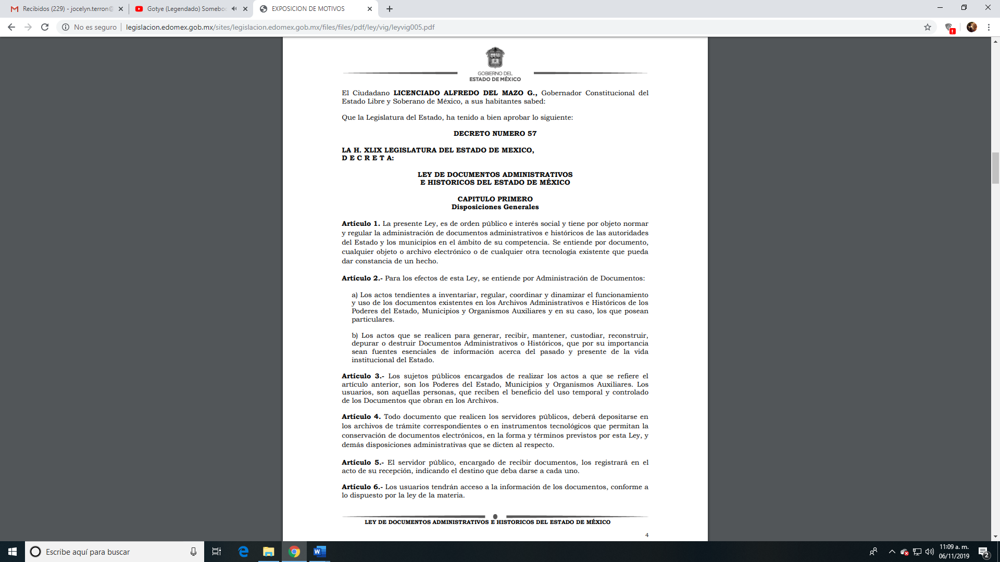 Recibidos (229) - jocelyn.terron@
Gotye (Legendado) Someboc
EXPOSICION DE MOTIVOS
No es seguro
legislacion.edomex.gob.mx/sites/legislacion.edomex.gob.mx/files/files/pdf/ley/vig/leyvig005.pdf
GOBIERNO DEL
ESTADO DE MÉXICO
El Ciudadano LICENCIADO ALFREDO DEL MAZO G., Gobernador Constitucional del
Estado Libre y Soberano de México, a sus habitantes sabed:
Que la Legislatura del Estado, ha tenido a bien aprobar lo siguiente:
DECRETO NUMERO 57
LA H. XLIX LEGISLATURA DEL ESTADO DE MEXICO,
D E C R E T A:
LEY DE DOCUMENTOS ADMINISTRATIVOS
E HISTORICOS DEL ESTADO DE MÉXICO
CAPITULO PRIMERO
Disposiciones Generales
Artículo 1. La presente Ley, es de orden público e interés social y tiene por objeto normar
y regular la administración de documentos administrativos e históricos de las autoridades
del Estado y los municipios en el ámbito de su competencia. Se entiende por documento,
cualquier objeto o archivo electrónico o de cualquier otra tecnología existente que pueda
dar constancia de un hecho.
Artículo 2.- Para los efectos de esta Ley, se entiende por Administración de Documentos:
a) Los actos tendientes a inventariar, regular, coordinar y dinamizar el funcionamiento
y uso de los documentos existentes en los Archivos Administrativos e Históricos de los
Poderes del Estado, Municipios y Organismos Auxiliares y en su caso, los que posean
particulares.
b) Los actos que se realicen para generar, recibir, mantener, custodiar, reconstruir,
depurar o destruir Documentos Administrativos o Históricos, que por su importancia
sean fuentes esenciales de información acerca del pasado y presente de la vida
institucional del Estado.
Artículo 3.- Los sujetos públicos encargados de realizar los actos a que se refiere el
artículo anterior, son los Poderes del Estado, Municipios y Organismos Auxiliares. Los
usuarios, son aquellas personas, que reciben el beneficio del uso temporal y controlado
de los Documentos que obran en los Archivos.
Artículo 4. Todo documento que realicen los servidores públicos, deberá depositarse en
los archivos de trámite correspondientes o en instrumentos tecnológicos que permitan la
conservación de documentos electrónicos, en la forma y términos previstos por esta Ley, y
demás disposiciones administrativas que se dicten al respecto.
Artículo 5.- El servidor público, encargado de recibir documentos, los registrará en el
acto de su recepción, indicando el destino que deba darse a cada uno.
Artículo 6.- Los usuarios tendrán acceso a la información de los documentos, conforme a
lo dispuesto por la ley de la materia.
LEY DE DOCUMENTOS ADMINISTRATIVOS E HISTORICOS DEL ESTADO DE MÉXICO
4
Escribe aquí para buscar
11:09 a. m.
06/11/2019
2